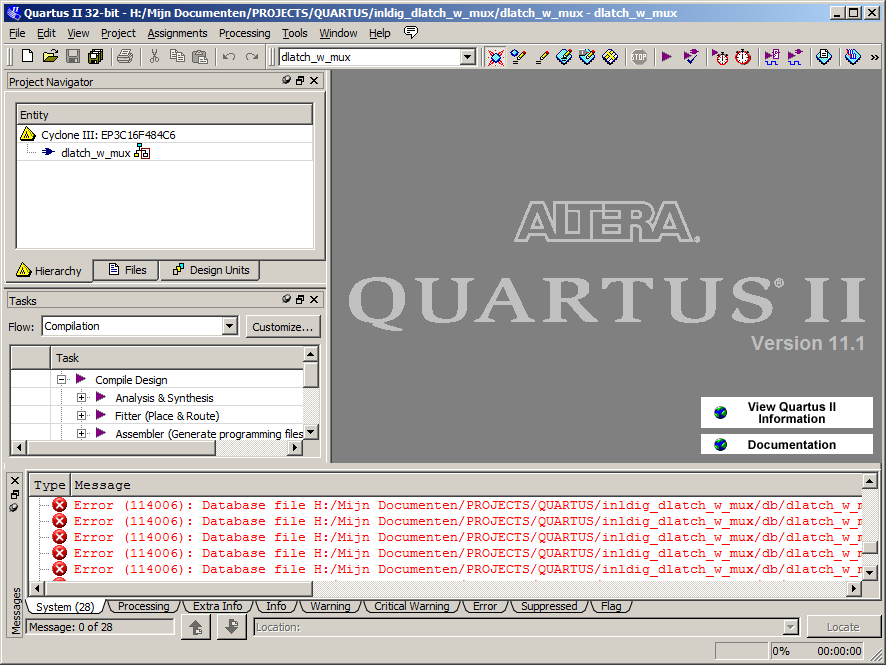 Quartus II 32-bit - H:/Mijn Documenten/PROJECTS/QUARTUS/inldig_dlatch_w_mux/dlatch_w_mux - dlatch_w_mux
File Edit View Project Assignments Processing Tools Window Help
dlatch_w_mux
STOP
»
Project Navigator
Entity
Cyclone III: EP3C16F484C6
dlatch_w_mux
Hierarchy Files Design Units
Tasks
Flow: Compilation Customize...
Task
Compile Design
Analysis & Synthesis
Fitter (Place & Route)
Assembler (Generate programming files
ALTERA®
QUARTUS® II
Version 11.1
View Quartus II
Information
Documentation
Type Message
Error (114006): Database file H:/Mijn Documenten/PROJECTS/QUARTUS/inldig_dlatch_w_mux/db/dlatch_w_m
Error (114006): Database file H:/Mijn Documenten/PROJECTS/QUARTUS/inldig_dlatch_w_mux/db/dlatch_w_m
Error (114006): Database file H:/Mijn Documenten/PROJECTS/QUARTUS/inldig_dlatch_w_mux/db/dlatch_w_m
Error (114006): Database file H:/Mijn Documenten/PROJECTS/QUARTUS/inldig_dlatch_w_mux/db/dlatch_w_m
Error (114006): Database file H:/Mijn Documenten/PROJECTS/QUARTUS/inldig_dlatch_w_mux/db/dlatch_w_m
System (28) Processing Extra Info Info Warning Critical Warning Error Suppressed Flag
Messages
Message: 0 of 28 Location: Locate
0% 00:00:00